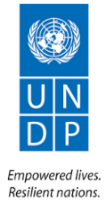 U N
D P
Empowered lives.
Resilient nations.